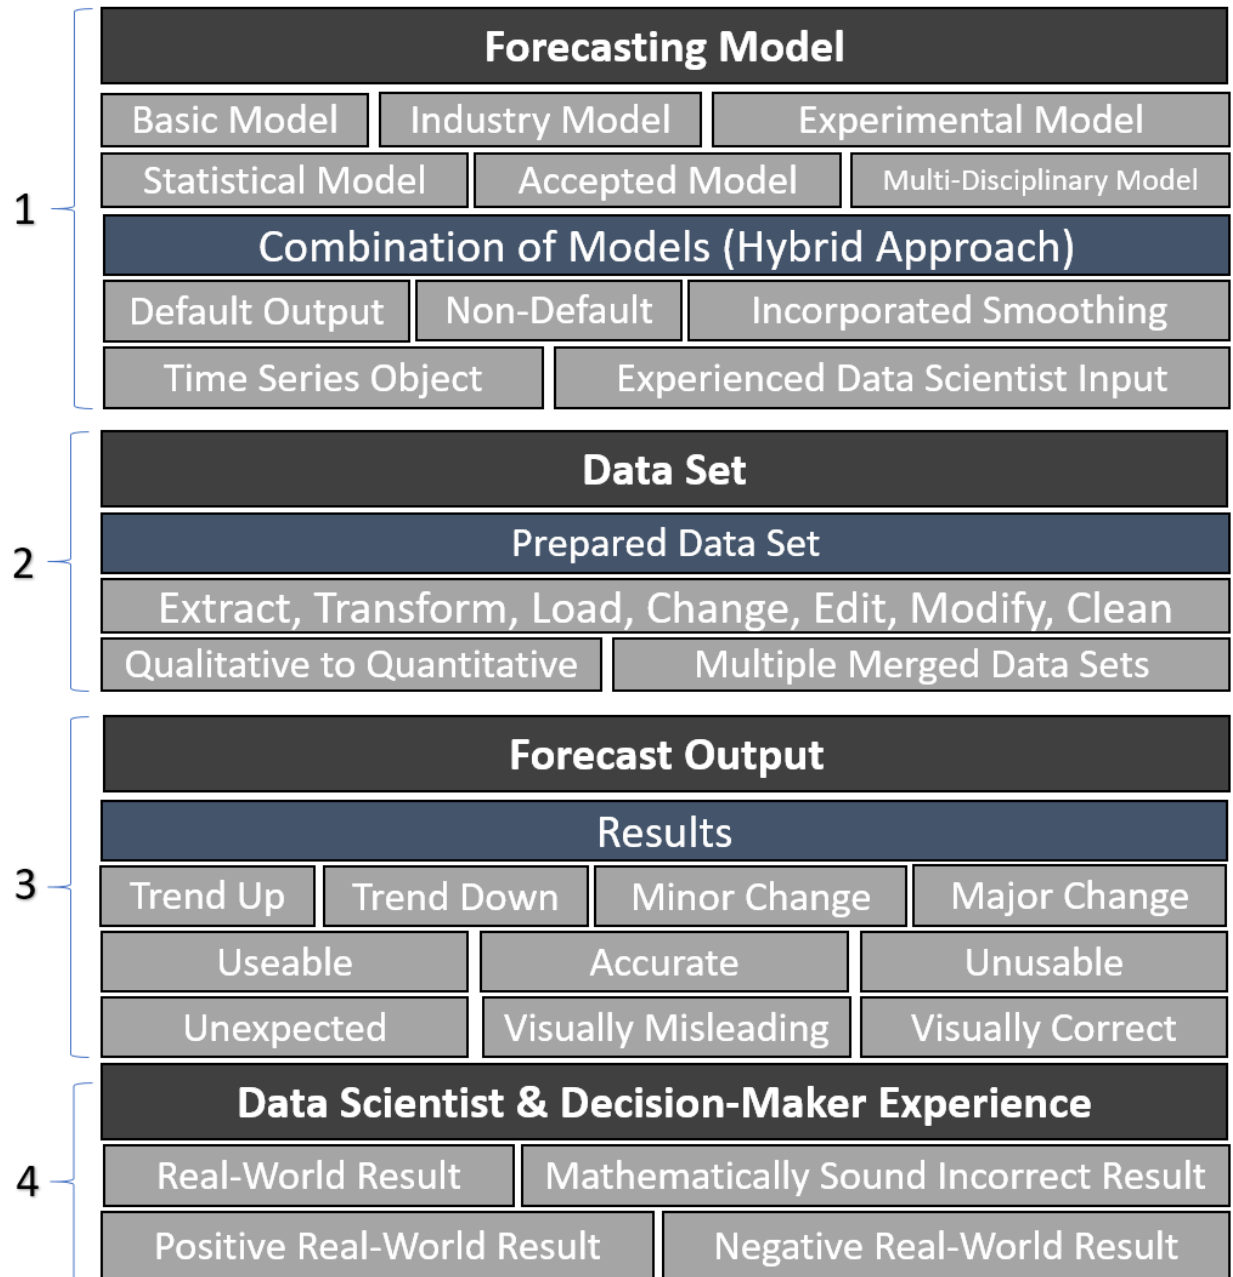 Forecasting Model
Basic Model Industry Model Experimental Model
Statistical Model Accepted Model Multi-Disciplinary Model
1
Combination of Models (Hybrid Approach)
Default Output Non-Default Incorporated Smoothing
Time Series Object Experienced Data Scientist Input
Data Set
Prepared Data Set
2
Extract, Transform, Load, Change, Edit, Modify, Clean
Qualitative to Quantitative Multiple Merged Data Sets
Forecast Output
Results
3
Trend Up Trend Down Minor Change Major Change
Useable Accurate Unusable
Unexpected Visually Misleading Visually Correct
Data Scientist & Decision-Maker Experience
4
Real-World Result Mathematically Sound Incorrect Result
Positive Real-World Result Negative Real-World Result